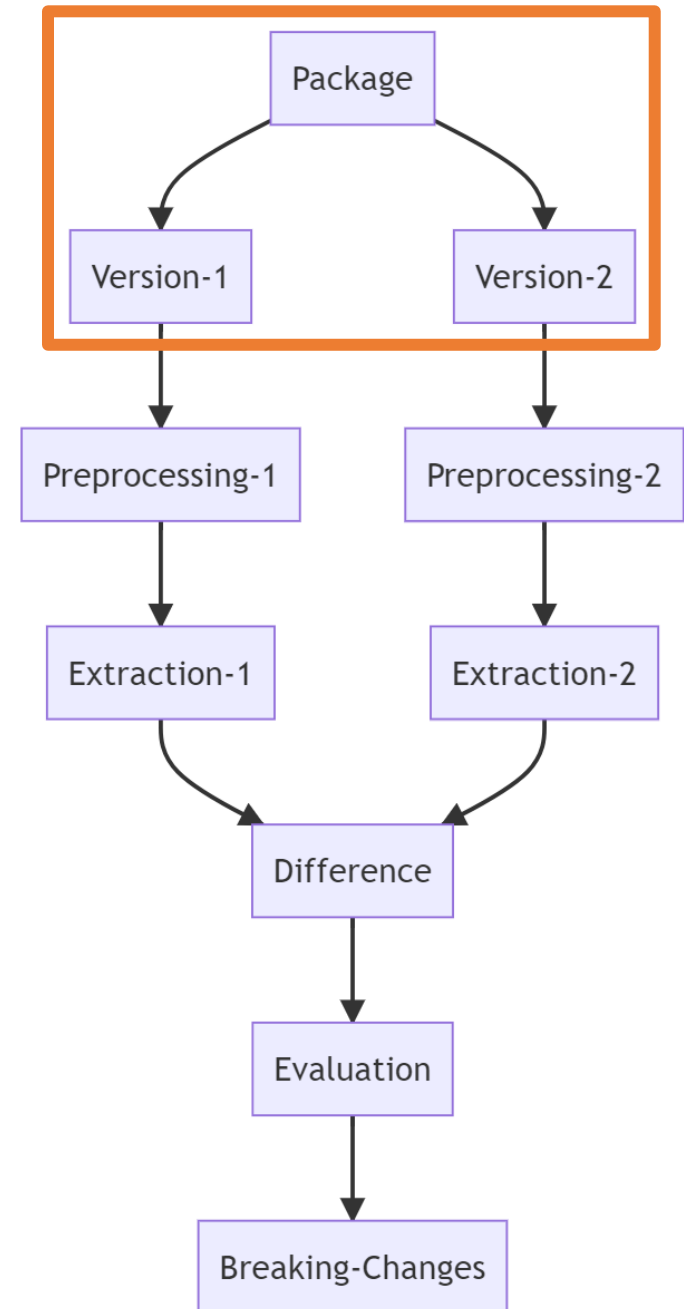 Package
Version-1
Version-2
Preprocessing-1
Preprocessing-2
Extraction-1
Extraction-2
Difference
Evaluation
Breaking-Changes